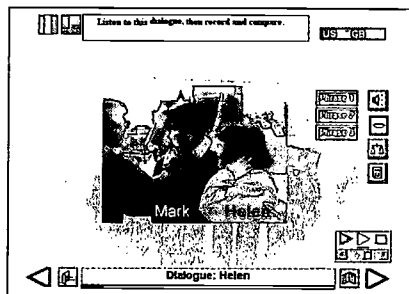 Listen to this dialogue, then record and compare.
US GB
Phrase 1
Phrase 2
Phrase 3
Mark Helen
Dialogue: Helen